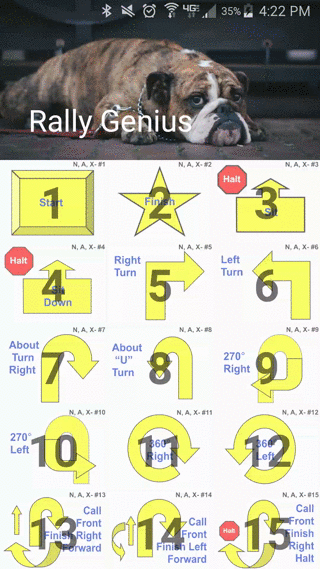 4G 35% 4:22 PM
Rally Genius
N, A, X- #1
N, A, X- #2
N, A, X- #3
1
Start
2
Finish
Halt
3
Sit
N, A, X- #4
N, A, X- #5
N, A, X- #6
Halt
4
Sit
Down
Right
Turn
5
Left
Turn
6
N, A, X- #7
N, A, X- #8
N, A, X- #9
About
Turn
Right
7
About
“U”
Turn
8
270°
Right
9
N, A, X- #10
N, A, X- #11
N, A, X- #12
270°
Left
10
360°
Right
11
360°
Left
12
N, A, X- #13
N, A, X- #14
N, A, X- #15
Call
Front
Finish Right
Forward
13
Call
Front
Finish Left
Forward
14
Halt
Call
Front
Finish Right
Halt
15